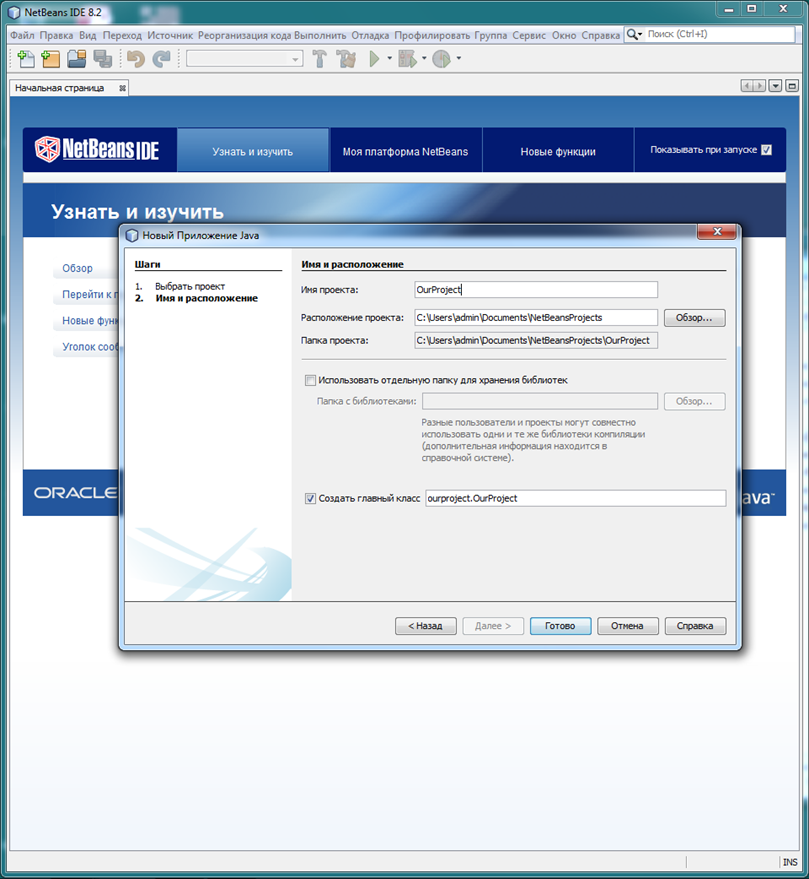 NetBeans IDE 8.2
Файл Правка Вид Переход Источник Реорганизация кода Выполнить Отладка Профилировать Группа Сервис Окно Справка Поиск (Ctrl+I)
Начальная страница
NetBeans IDE Узнать и изучить Моя платформа NetBeans Новые функции Показывать при запуске
Узнать и изучить
Новый Приложение Java
Шаги
1. Выбрать проект
2. Имя и расположение
Имя и расположение
Имя проекта: OurProject
Расположение проекта: C:\Users\admin\Documents\NetBeansProjects Обзор...
Папка проекта: C:\Users\admin\Documents\NetBeansProjects\OurProject
Использовать отдельную папку для хранения библиотек
Папка с библиотеками: Обзор...
Разные пользователи и проекты могут совместно
использовать одни и те же библиотеки компиляции
(дополнительная информация находится в
справочной системе).
Создать главный класс ourproject.OurProject
< Назад Далее > Готово Отмена Справка
Обзор
Перейти к
Новые
Уголок
ORACLE
INS